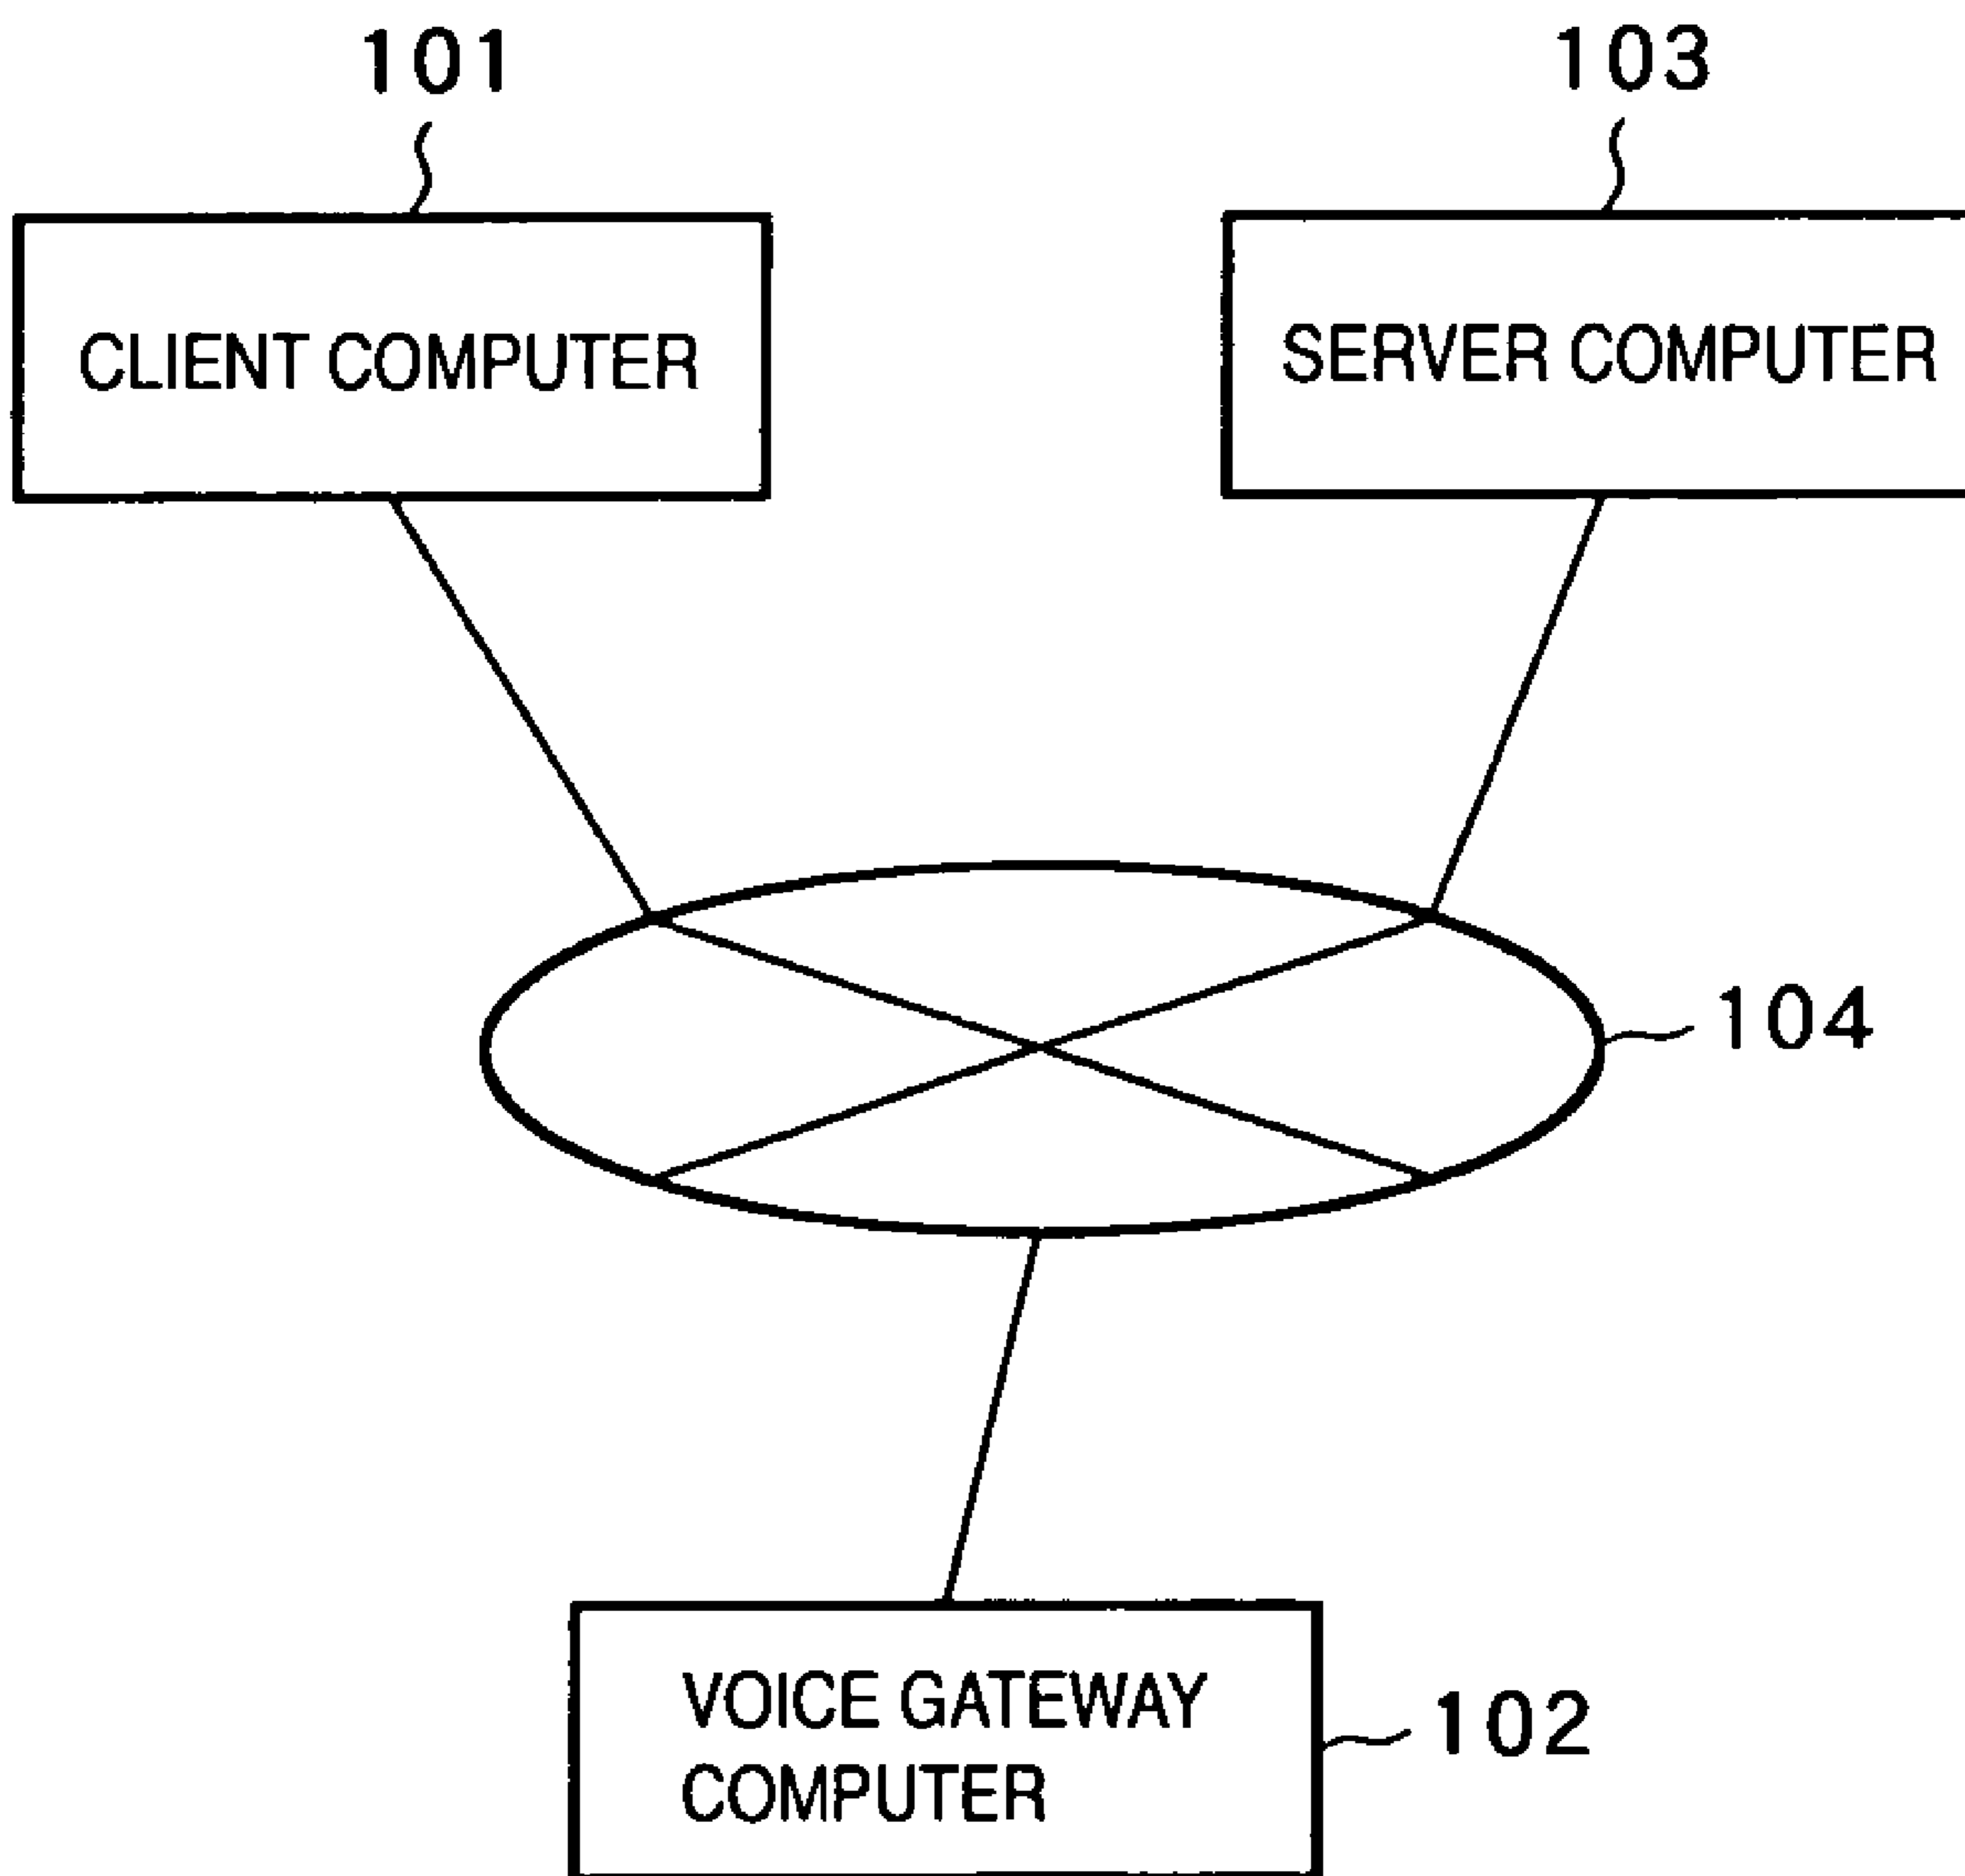 101
103
CLIENT COMPUTER
SERVER COMPUTER
104
VOICE GATEWAY
COMPUTER
102